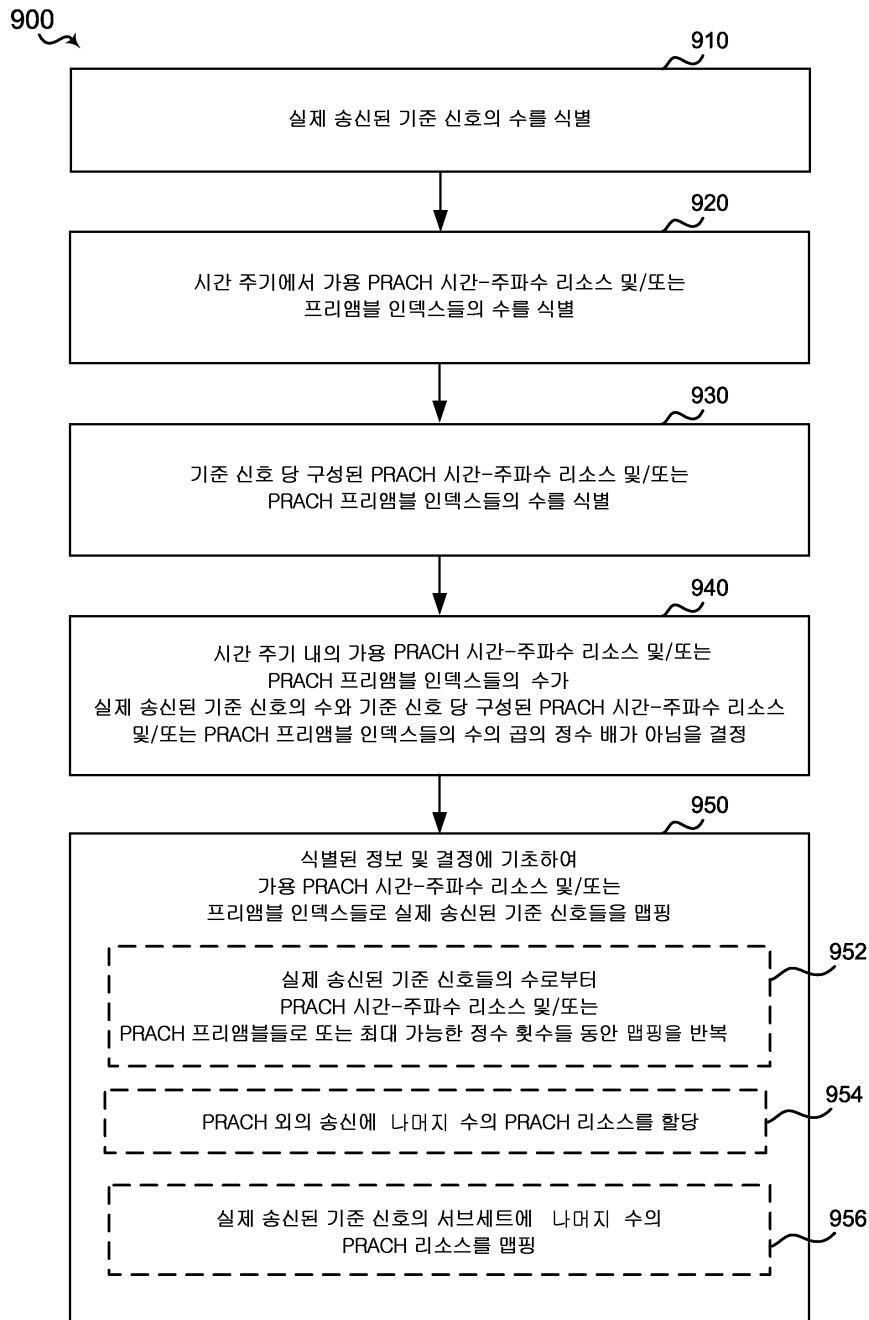 900
910
실제 송신된 기준 신호의 수를 식별
920
시간 주기에서 가용 PRACH 시간-주파수 리소스 및/또는
프리앰블 인덱스들의 수를 식별
930
기준 신호 당 구성된 PRACH 시간-주파수 리소스 및/또는
PRACH 프리앰블 인덱스들의 수를 식별
940
시간 주기 내의 가용 PRACH 시간-주파수 리소스 및/또는
PRACH 프리앰블 인덱스들의 수가
실제 송신된 기준 신호의 수와 기준 신호 당 구성된 PRACH 시간-주파수 리소스
및/또는 PRACH 프리앰블 인덱스들의 수의 곱의 정수 배가 아님을 결정
950
식별된 정보 및 결정에 기초하여
가용 PRACH 시간-주파수 리소스 및/또는
프리앰블 인덱스들로 실제 송신된 기준 신호들을 맵핑
952
실제 송신된 기준 신호들의 수로부터
PRACH 시간-주파수 리소스 및/또는
PRACH 프리앰블들로 또는 최대 가능한 정수 횟수들 동안 맵핑을 반복
954
PRACH 외의 송신에 나머지 수의 PRACH 리소스를 할당
956
실제 송신된 기준 신호의 서브세트에 나머지 수의
PRACH 리소스를 맵핑